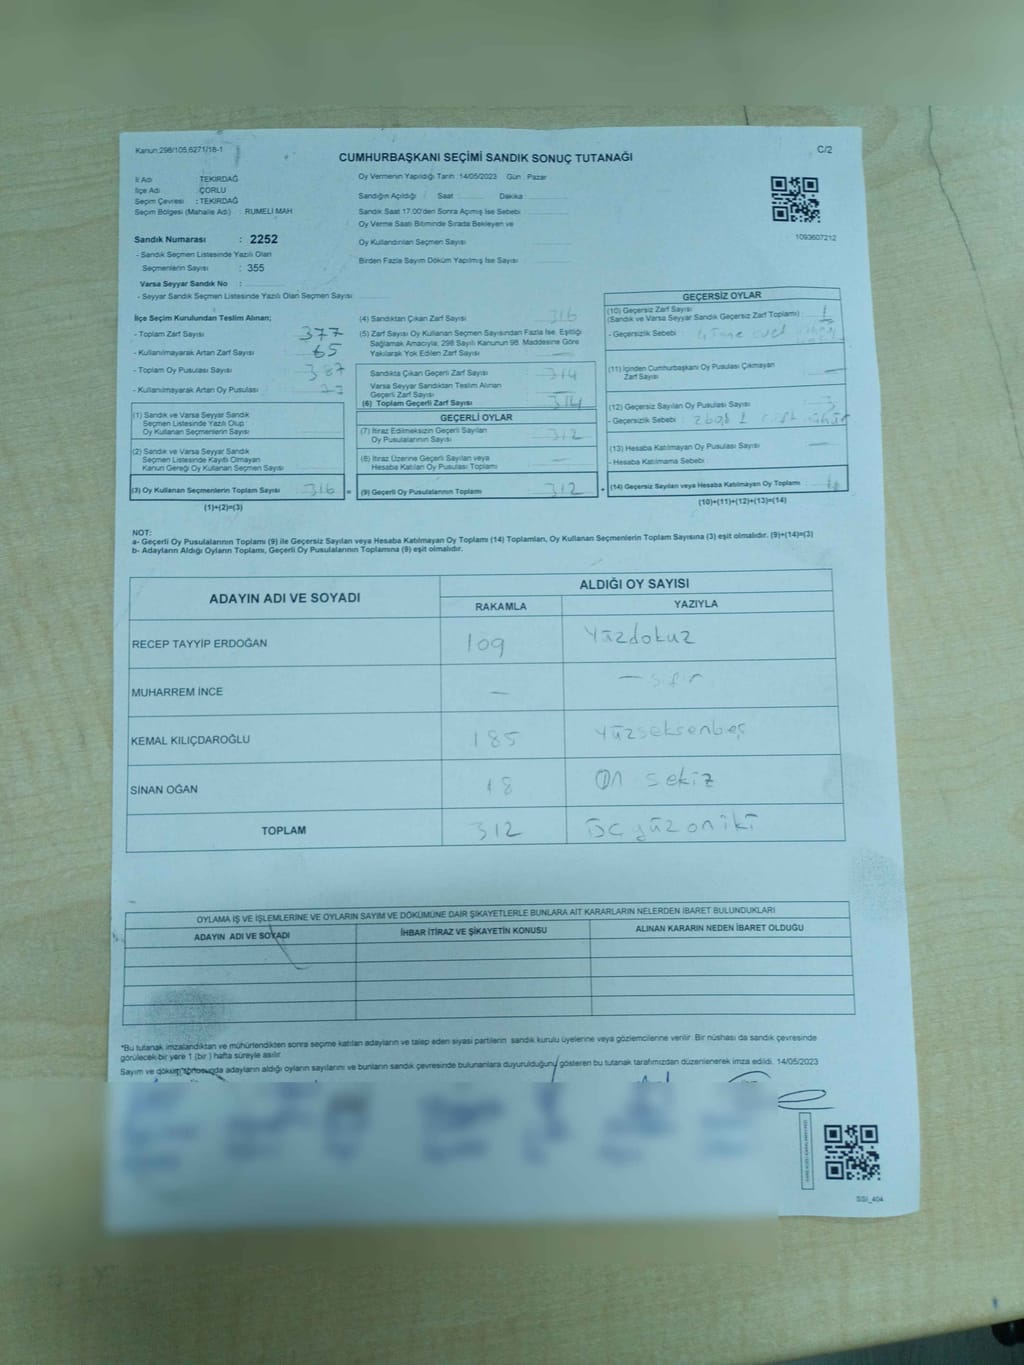 Kanun:298/105,6271/18-1
C/2
CUMHURBAŞKANI SEÇİMİ SANDIK SONUÇ TUTANAĞI
İl Adı : TEKİRDAĞ
İlçe Adı : ÇORLU
Seçim Çevresi : TEKİRDAĞ
Seçim Bölgesi (Mahalle Adı) : RUMELİ MAH.
Sandık Numarası : 2252
- Sandık Seçmen Listesinde Yazılı Olan
Seçmenlerin Sayısı : 355
Varsa Seyyar Sandık No :
- Seyyar Sandık Seçmen Listesinde Yazılı Olan Seçmen Sayısı
Oy Vermenin Yapıldığı Tarih : 14/05/2023 Gün : Pazar
Sandığın Açıldığı Saat Dakika
Sandık Saat 17.00'den Sonra Açılmış İse Sebebi
Oy Verme Saati Bitiminde Sırada Bekleyen ve
Oy Kullandırılan Seçmen Sayısı
Birden Fazla Sayım Döküm Yapılmış İse Sayısı
1093607212
İlçe Seçim Kurulundan Teslim Alınan;
- Toplam Zarf Sayısı 377
- Kullanılmayarak Artan Zarf Sayısı 65
- Toplam Oy Pusulası Sayısı 387
- Kullanılmayarak Artan Oy Pusulası
(1) Sandık ve Varsa Seyyar Sandık
Seçmen Listesinde Yazılı Olup
Oy Kullanan Seçmenlerin Sayısı
(2) Sandık ve Varsa Seyyar Sandık
Seçmen Listesinde Kayıtlı Olmayan
Kanun Gereği Oy Kullanan Seçmen Sayısı
(3) Oy Kullanan Seçmenlerin Toplam Sayısı 316 =
(1)+(2)=(3)
(4) Sandıktan Çıkan Zarf Sayısı 316
(5) Zarf Sayısı Oy Kullanan Seçmen Sayısından Fazla İse, Eşitliği
Sağlamak Amacıyla, 298 Sayılı Kanunun 98. Maddesine Göre
Yakılarak Yok Edilen Zarf Sayısı —
Sandıkta Çıkan Geçerli Zarf Sayısı 314
Varsa Seyyar Sandıktan Teslim Alınan
Geçerli Zarf Sayısı
(6) Toplam Geçerli Zarf Sayısı 314
GEÇERLİ OYLAR
(7) İtiraz Edilmeksizin Geçerli Sayılan
Oy Pusulalarının Sayısı 312
(8) İtiraz Üzerine Geçerli Sayılan veya
Hesaba Katılan Oy Pusulası Toplamı —
(9) Geçerli Oy Pusulalarının Toplamı 312 +
GEÇERSİZ OYLAR
(10) Geçersiz Zarf Sayısı
(Sandık ve Varsa Seyyar Sandık Geçersiz Zarf Toplamı) 1
- Geçersizlik Sebebi :
(11) İçinden Cumhurbaşkanı Oy Pusulası Çıkmayan
Zarf Sayısı —
(12) Geçersiz Sayılan Oy Pusulası Sayısı 3
- Geçersizlik Sebebi :
(13) Hesaba Katılmayan Oy Pusulası Sayısı —
- Hesaba Katılmama Sebebi
(14) Geçersiz Sayılan veya Hesaba Katılmayan Oy Toplamı 4
(10)+(11)+(12)+(13)=(14)
NOT:
a- Geçerli Oy Pusulalarının Toplamı (9) ile Geçersiz Sayılan veya Hesaba Katılmayan Oy Toplamı (14) Toplamları, Oy Kullanan Seçmenlerin Toplam Sayısına (3) eşit olmalıdır. (9)+(14)=(3)
b- Adayların Aldığı Oyların Toplamı, Geçerli Oy Pusulalarının Toplamına (9) eşit olmalıdır.
ADAYIN ADI VE SOYADI
ALDIĞI OY SAYISI
RAKAMLA YAZIYLA
RECEP TAYYİP ERDOĞAN 109 Yüzdokuz
MUHARREM İNCE — — sıfır
KEMAL KILIÇDAROĞLU 185 Yüzseksenbeş
SİNAN OĞAN 18 On sekiz
TOPLAM 312 Üç yüz oniki
OYLAMA İŞ VE İŞLEMLERİNE VE OYLARIN SAYIM VE DÖKÜMÜNE DAİR ŞİKAYETLERLE BUNLARA AİT KARARLARIN NELERDEN İBARET BULUNDUKLARI
ADAYIN ADI VE SOYADI İHBAR İTİRAZ VE ŞİKAYETİN KONUSU ALINAN KARARIN NEDEN İBARET OLDUĞU
*Bu tutanak imzalandıktan ve mühürlendikten sonra seçime katılan adayların ve talep eden siyasi partilerin sandık kurulu üyelerine veya gözlemcilerine verilir. Bir nüshası da sandık çevresinde
görülecek bir yere 1 (bir ) hafta süreyle asılır.
Sayım ve döküm sonucunda adayların aldığı oyların sayılarını ve bunların sandık çevresinde bulunanlara duyurulduğunu gösteren bu tutanak tarafımızdan düzenlenerek imza edildi. 14/05/2023
SSI_404